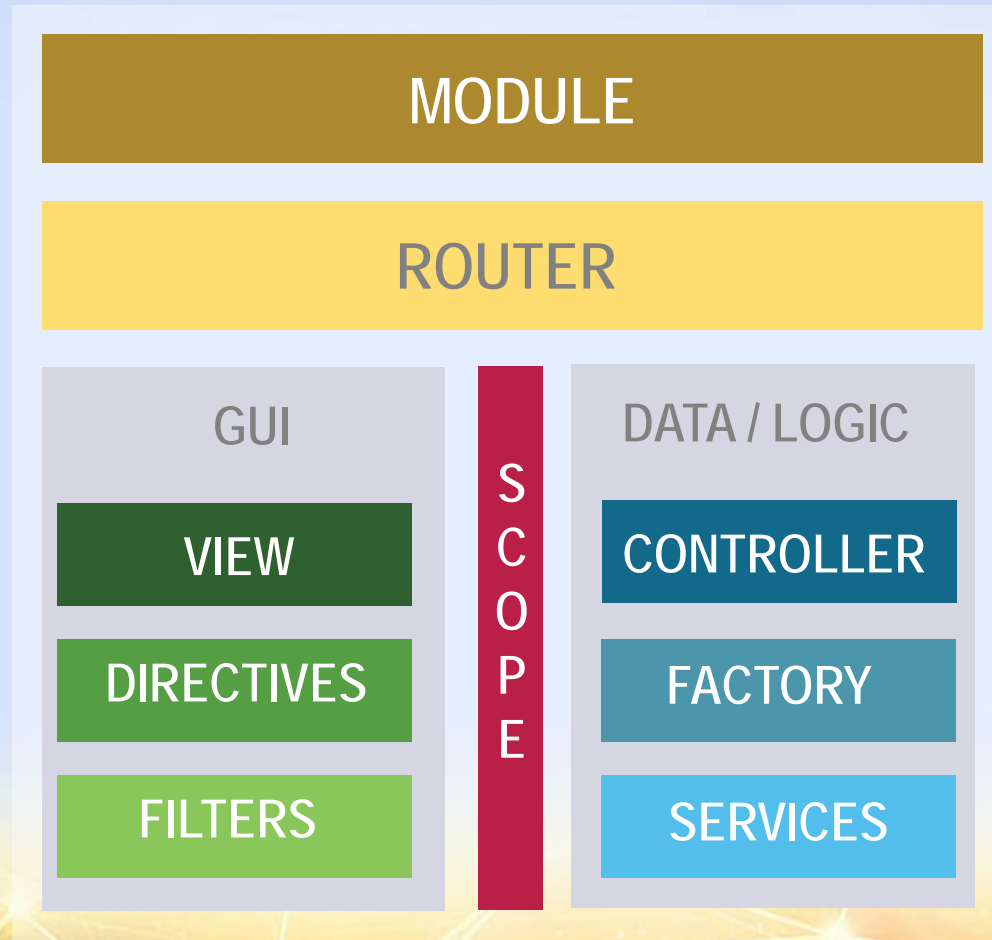 MODULE
ROUTER
GUI
VIEW
DIRECTIVES
FILTERS
S
C
O
P
E
DATA / LOGIC
CONTROLLER
FACTORY
SERVICES